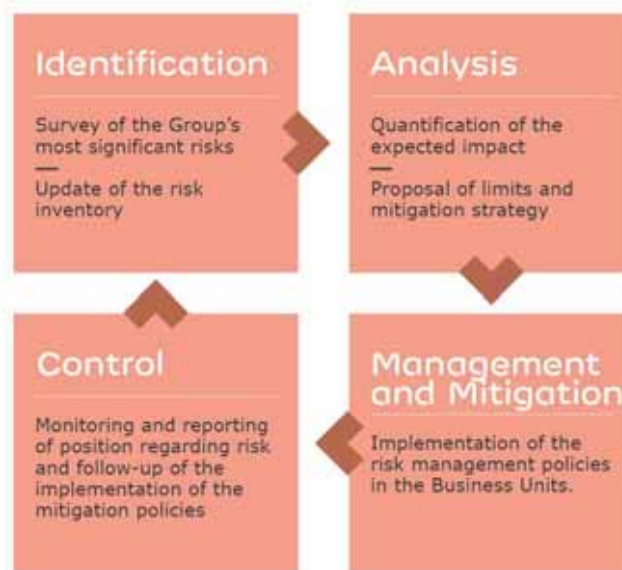 Identification
Survey of the Group's
most significant risks
Update of the risk
inventory
Analysis
Quantification of the
expected impact
Proposal of limits and
mitigation strategy
Control
Monitoring and reporting
of position regarding risk
and follow-up of the
implementation of the
mitigation policies
Management
and Mitigation
Implementation of the
risk management policies
in the Business Units.